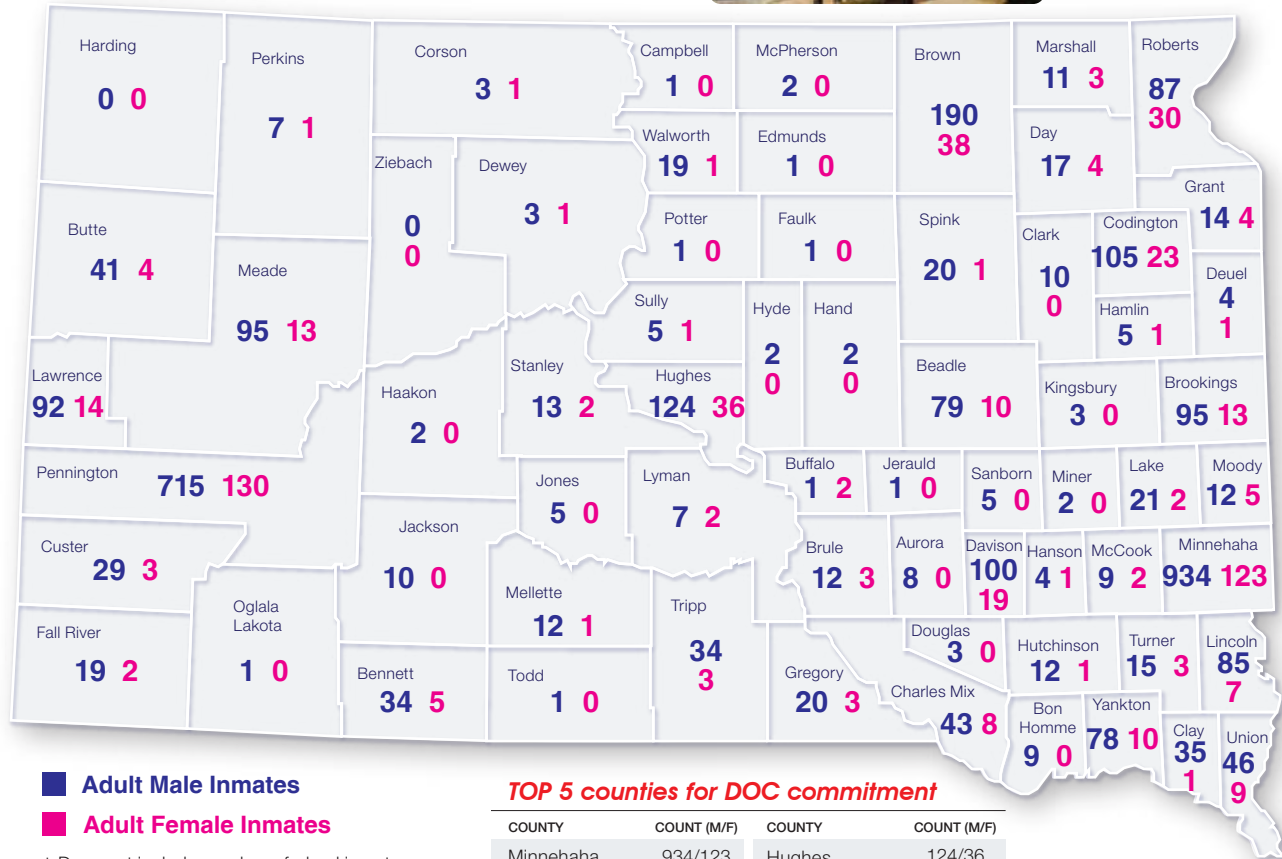 Harding
0 0
Perkins
7 1
Corson
3 1
Campbell
1 0
McPherson
2 0
Brown
190
38
Marshall
11 3
Roberts
87
30
Walworth
19 1
Edmunds
1 0
Day
17 4
Ziebach
0
0
Dewey
3 1
Grant
14 4
Butte
41 4
Meade
95 13
Potter
1 0
Faulk
1 0
Spink
20 1
Clark
10
0
Codington
105 23
Deuel
4
1
Hamlin
5 1
Sully
5 1
Hyde
2
0
Hand
2
0
Lawrence
92 14
Haakon
2 0
Stanley
13 2
Hughes
124 36
Beadle
79 10
Kingsbury
3 0
Brookings
95 13
Pennington 715 130
Jones
5 0
Lyman
7 2
Buffalo
1 2
Jerauld
1 0
Sanborn
5 0
Miner
2 0
Lake
21 2
Moody
12 5
Custer
29 3
Jackson
10 0
Brule
12 3
Aurora
8 0
Davison
100
19
Hanson
4 1
McCook
9 2
Minnehaha
934 123
Fall River
19 2
Oglala
Lakota
1 0
Mellette
12 1
Tripp
34
3
Bennett
34 5
Todd
1 0
Gregory
20 3
Douglas
3 0
Hutchinson
12 1
Turner
15 3
Lincoln
85
7
Charles Mix
43 8
Bon
Homme
9 0
Yankton
78 10
Clay
35
1
Union
46
9
Adult Male Inmates
Adult Female Inmates
TOP 5 counties for DOC commitment
COUNTY COUNT (M/F) COUNTY COUNT (M/F)
Minnehaha 934/123 Hughes 124/36